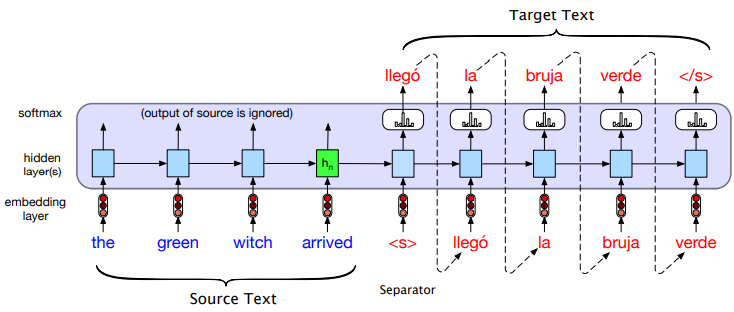 Target Text
llegó la bruja verde </s>
softmax (output of source is ignored)
hidden layer(s)
hn
embedding layer
the green witch arrived <s> llegó la bruja verde
Separator
Source Text